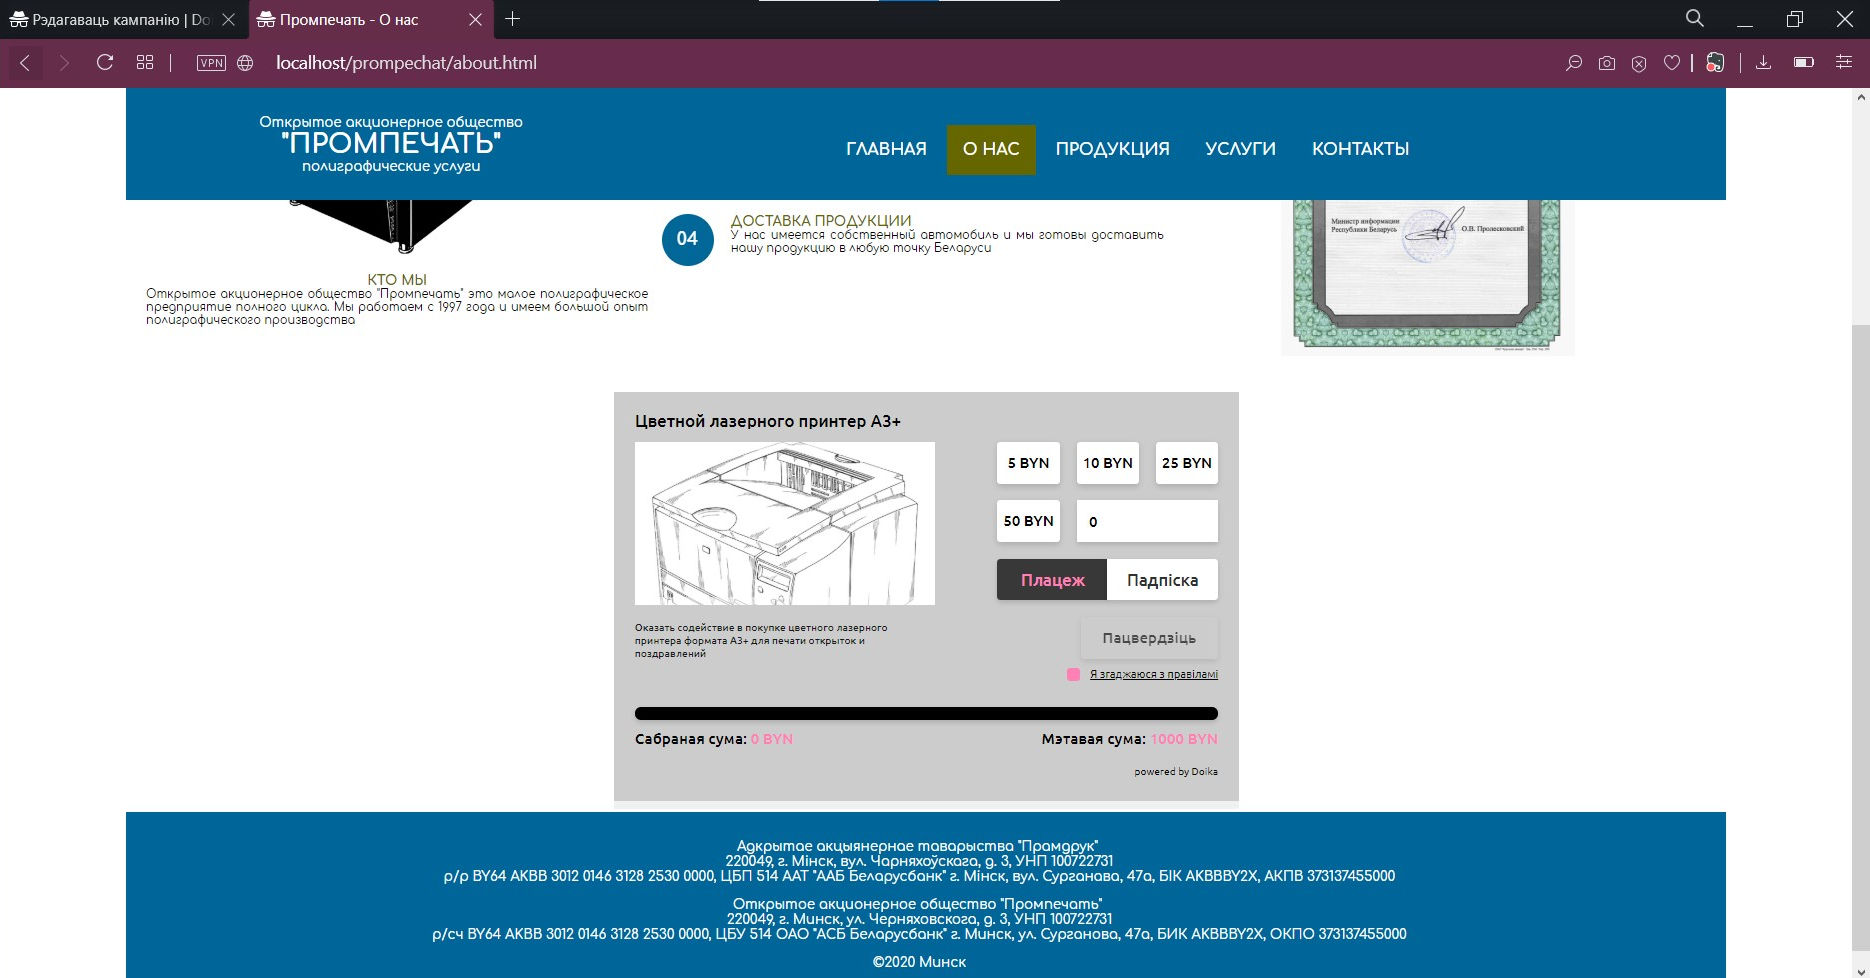 Рэдагаваць кампанію | Do
Промпечать - О нас
VPN
localhost/prompechat/about.html
Открытое акционерное общество
"ПРОМПЕЧАТЬ"
полиграфические услуги
ГЛАВНАЯ
О НАС
ПРОДУКЦИЯ
УСЛУГИ
КОНТАКТЫ
КТО МЫ
Открытое акционерное общество "Промпечать" это малое полиграфическое
предприятие полного цикла. Мы работаем с 1997 года и имеем большой опыт
полиграфического производства
04
ДОСТАВКА ПРОДУКЦИИ
У нас имеется собственный автомобиль и мы готовы доставить
нашу продукцию в любую точку Беларуси
Министр информации
Республики Беларусь
О.В. Пролесковский
Цветной лазерного принтер А3+
5 BYN
10 BYN
25 BYN
50 BYN
0
Плацеж
Падпіска
Оказать содействие в покупке цветного лазерного
принтера формата А3+ для печати открыток и
поздравлений
Пацвердзіць
Я згаджаюся з правіламі
Сабраная сума: 0 BYN
Мэтавая сума: 1000 BYN
powered by Doika
Адкрытае акцыянернае таварыства "Прамдрук"
220049, г. Мінск, вул. Чарняхоўскага, д. 3, УНП 100722731
р/р BY64 AKBB 3012 0146 3128 2530 0000, ЦБП 514 ААТ "ААБ Беларусбанк" г. Мінск, вул. Сурганава, 47а, БІК AKBBBY2X, АКПВ 373137455000
Открытое акционерное общество "Промпечать"
220049, г. Минск, ул. Черняховского, д. 3, УНП 100722731
р/сч BY64 AKBB 3012 0146 3128 2530 0000, ЦБУ 514 ОАО "АСБ Беларусбанк" г. Минск, ул. Сурганова, 47а, БИК AKBBBY2X, ОКПО 373137455000
©2020 Минск